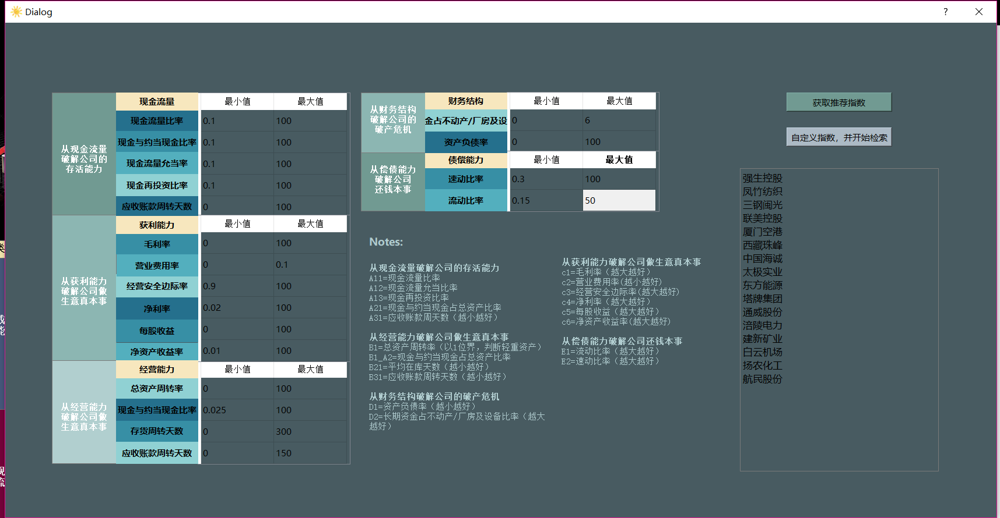 Dialog
?
从现金流量
破解公司的
存活能力
现金流量 最小值 最大值
现金流量比率 0.1 100
现金与约当现金比率 0.1 100
现金流量允当率 0.1 100
现金再投资比率 0.1 100
应收账款周转天数 0 100
从获利能力
破解公司做
生意真本事
获利能力 最小值 最大值
毛利率 0 100
营业费用率 0 0.1
经营安全边际率 0.9 100
净利率 0.02 100
每股收益 0 100
净资产收益率 0.01 100
从经营能力
破解公司做
生意真本事
经营能力 最小值 最大值
总资产周转率 0 100
现金与约当现金比率 0.025 100
存货周转天数 0 300
应收账款周转天数 0 150
从财务结构
破解公司的
破产危机
财务结构 最小值 最大值
金占不动产/厂房及设 0 6
资产负债率 0 100
从偿债能力
破解公司
还钱本事
债偿能力 最小值 最大值
速动比率 0.3 100
流动比率 0.15 50
Notes:
从现金流量破解公司的存活能力
A11=现金流量比率
A12=现金流量允当比率
A13=现金再投资比率
A21=现金与约当现金占总资产比率
A31=应收账款周天数（越小越好）
从经营能力破解公司做生意真本事
B1=总资产周转率（以1位界，判断轻重资产）
B1_A2=现金与约当现金占总资产比率
B21=平均在库天数（越小越好）
B31=应收账款周转天数（越小越好）
从财务结构破解公司的破产危机
D1=资产负债率（越小越好）
D2=长期资金占不动产/厂房及设备比率（越大
越好）
从获利能力破解公司做生意真本事
c1=毛利率（越大越好）
c2=营业费用率(越小越好)
c3=经营安全边际率(越大越好)
c4=净利率（越大越好）
c5=每股收益（越大越好）
c6=净资产收益率(越大越好)
从偿债能力破解公司还钱本事
E1=流动比率（越大越好）
E2=速动比率（越大越好）
获取推荐指数
自定义指数，并开始检索
强生控股
凤竹纺织
三钢闽光
联美控股
厦门空港
西藏珠峰
中国海诚
太极实业
东方能源
塔牌集团
通威股份
涪陵电力
建新矿业
白云机场
扬农化工
航民股份